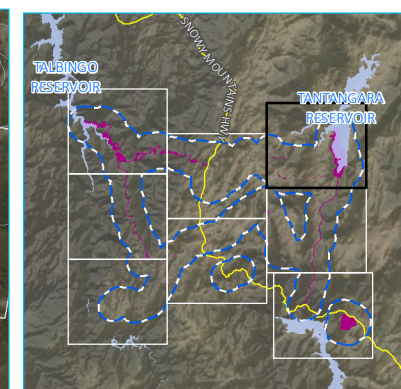 SNOWY MOUNTAINS HWY
TALBINGO
RESERVOIR
TANTANGARA
RESERVOIR